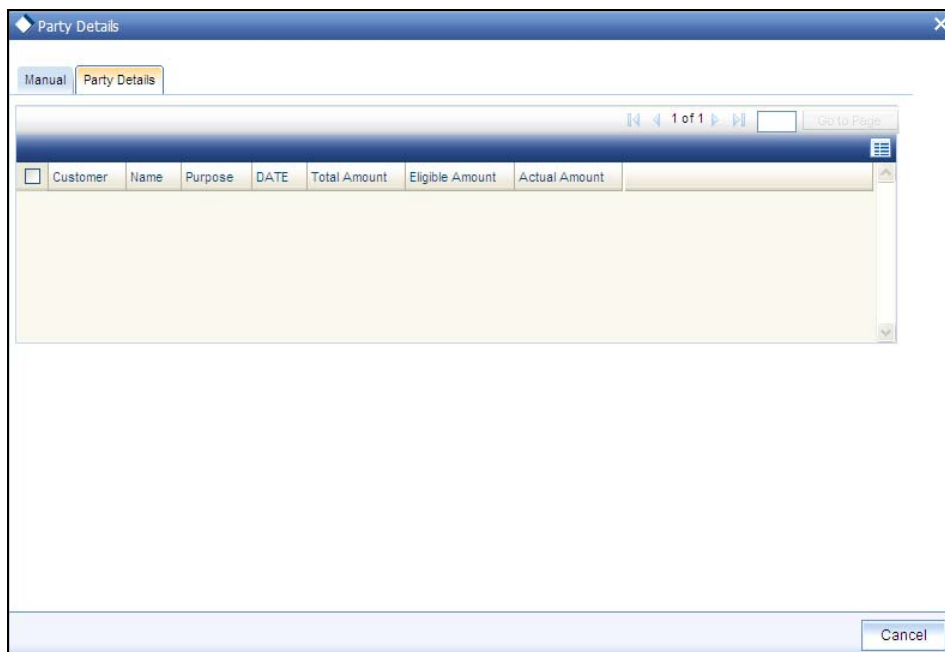 Party Details
Manual Party Details
1 of 1 Go to Page
Customer Name Purpose DATE Total Amount Eligible Amount Actual Amount
Cancel